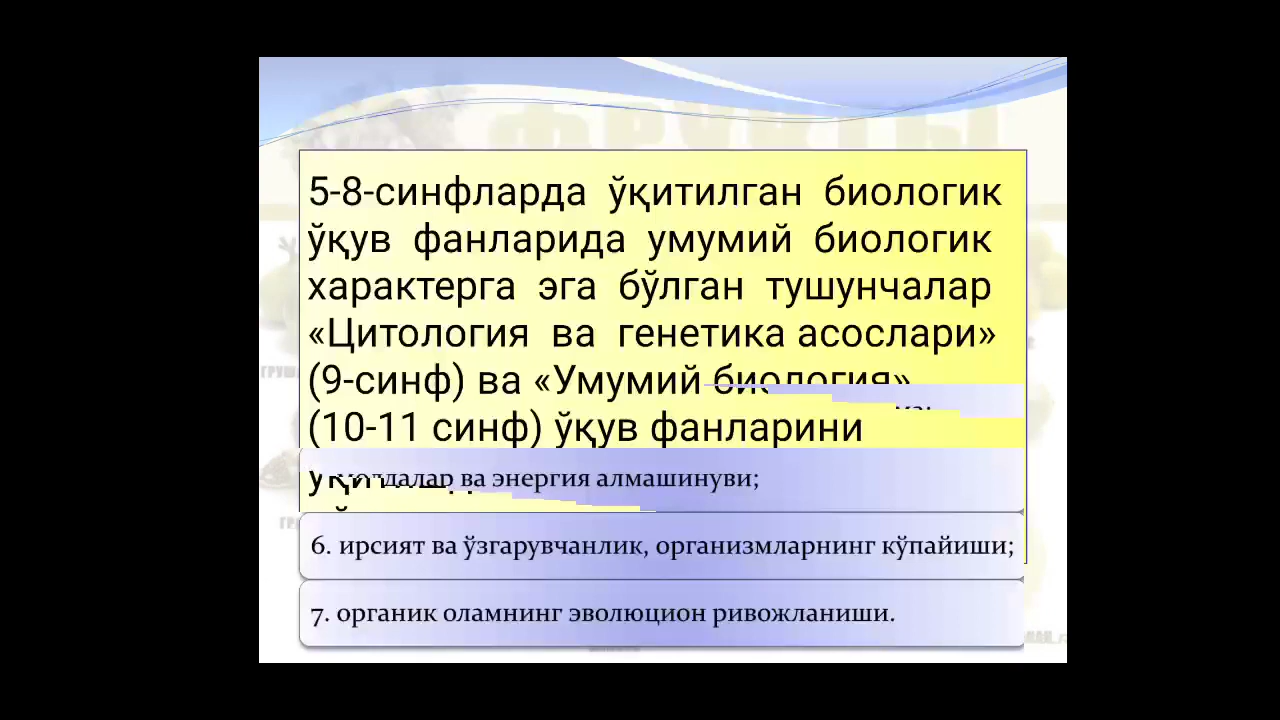 ФРУКТЫ
5-8-синфларда ўқитилган биологик
ўқув фанларида умумий биологик
характерга эга бўлган тушунчалар
«Цитология ва генетика асослари»
(9-синф) ва «Умумий биология»
(10-11 синф) ўқув фанларини
ва энергия алмашинуви;
6. ирсият ва ўзгарувчанлик, организмларнинг кўпайиши;
7. органик оламнинг эволюцион ривожланиши.